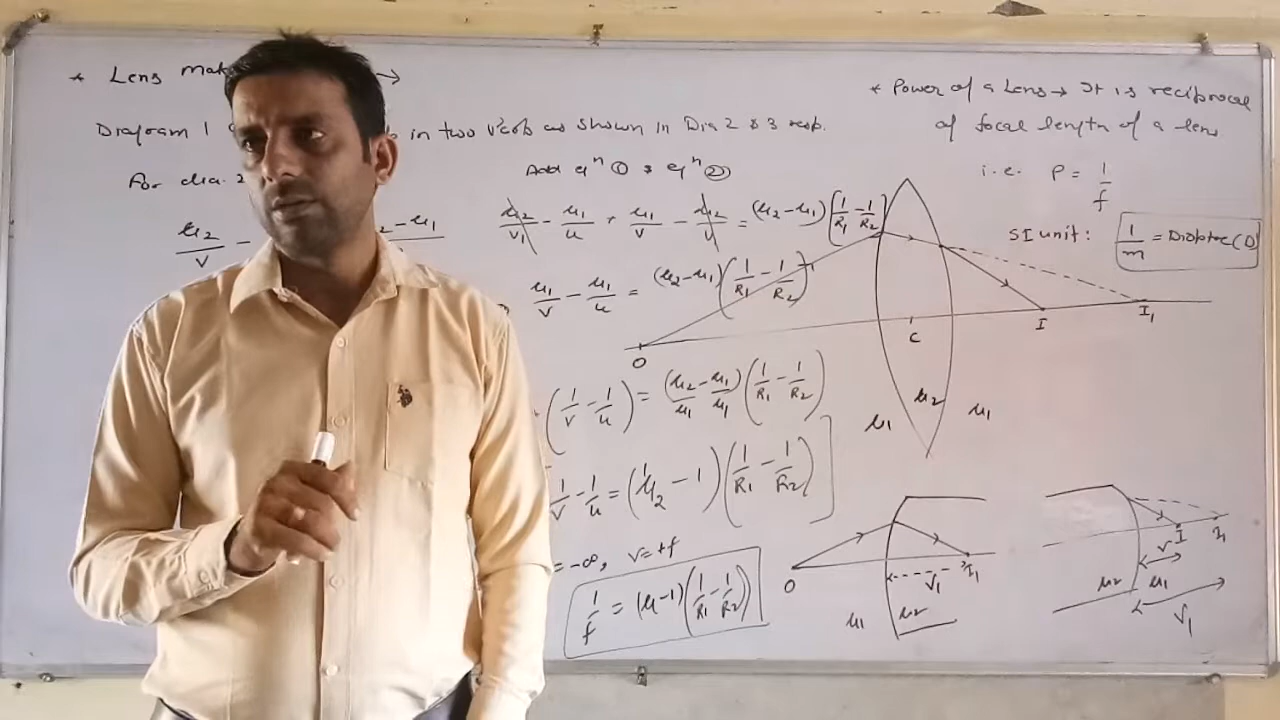 * Lens Mak →
Diagram 1 in two as shown in Dia 2 & 3 resp.
For dia. 2
μ2/v - 2-μ1
Add eqn ① & eqn ②
μ2/v1 - μ1/u + μ1/v - μ2/v = (μ2-μ1)[1/R1 - 1/R2]
μ1/v - μ1/u = (μ2-μ1)(1/R1 - 1/R2)
(1/v - 1/u) = (μ2/μ1 - μ1/μ1)(1/R1 - 1/R2)
1/v - 1/u = (1μ2 - 1)(1/R1 - 1/R2)
= -∞, v = +f
1/f = (μ-1)(1/R1 - 1/R2)
* Power of a Lens → It is reciprocal
of focal length of a lens
i.e. P = 1/f
SI unit: 1/m = Dioptre(D)
O
C
I
I1
μ1
μ2
μ1
O
v1
I1
μ1
μ2
I
I1
v
μ2
μ1
v1